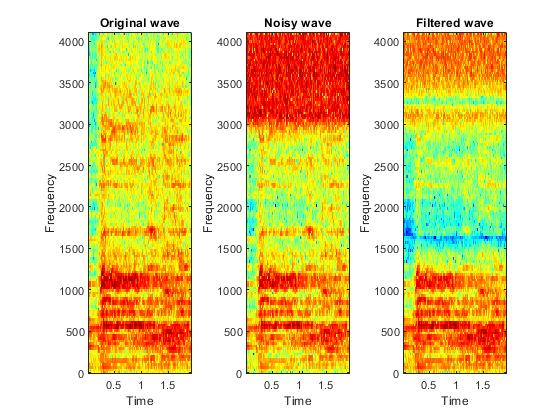 Original wave
Noisy wave
Filtered wave
4000
3500
3000
2500
2000
1500
1000
500
0
Frequency
0.5 1 1.5
Time
4000
3500
3000
2500
2000
1500
1000
500
0
Frequency
0.5 1 1.5
Time
4000
3500
3000
2500
2000
1500
1000
500
0
Frequency
0.5 1 1.5
Time